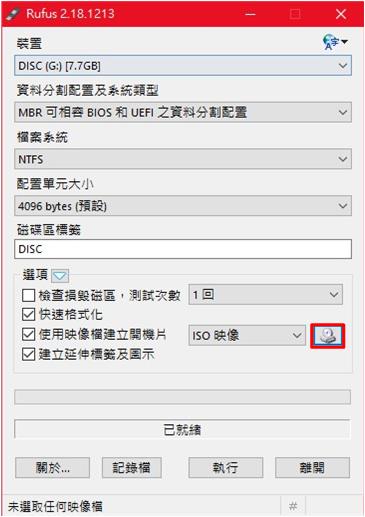 Rufus 2.18.1213
裝置
DISC (G:) [7.7GB]
資料分割配置及系統類型
MBR 可相容 BIOS 和 UEFI 之資料分割配置
檔案系統
NTFS
配置單元大小
4096 bytes (預設)
磁碟區標籤
DISC
選項
檢查損毀磁區，測試次數 1 回
快速格式化
使用映像檔建立開機片 ISO 映像
建立延伸標籤及圖示
已就緒
關於... 記錄檔 執行 離開
未選取任何映像檔 #